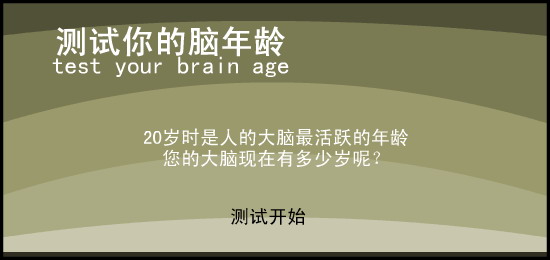 测试你的脑年龄
test your brain age
20岁时是人的大脑最活跃的年龄
您的大脑现在有多少岁呢？
测试开始